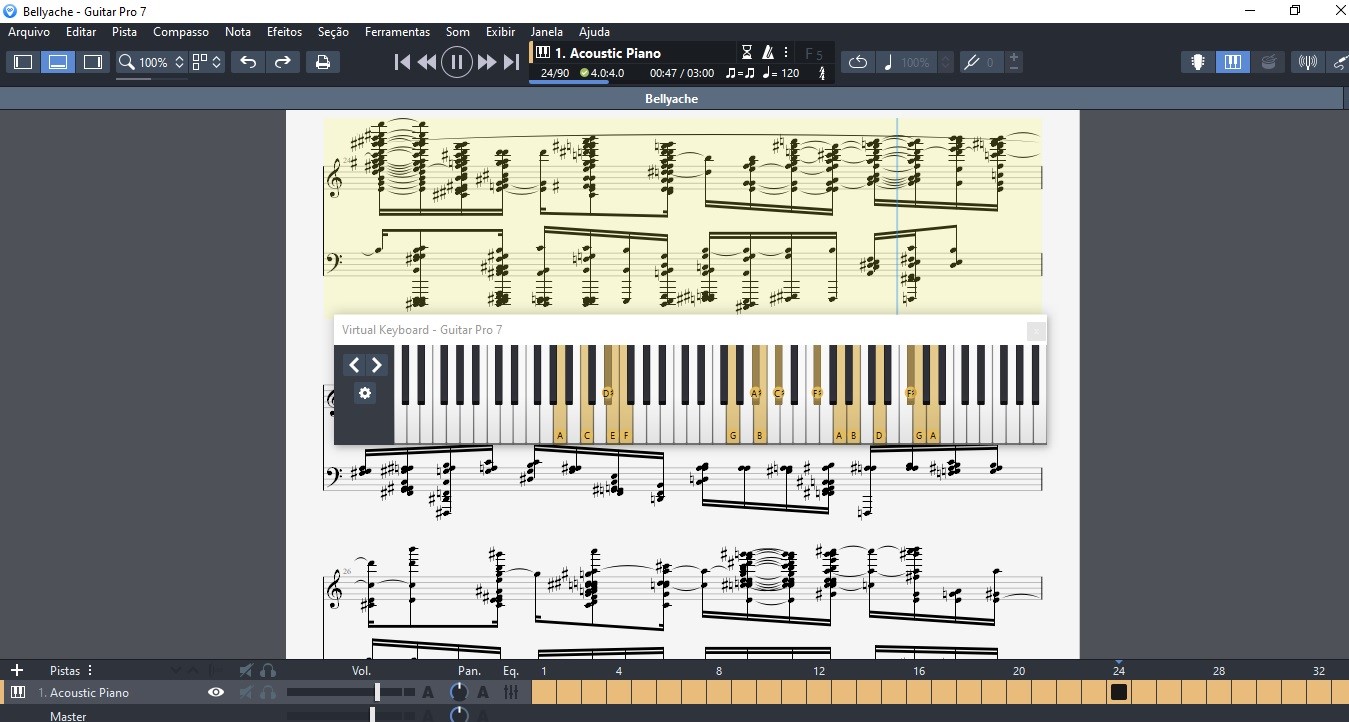 Bellyache - Guitar Pro 7
Arquivo Editar Pista Compasso Nota Efeitos Seção Ferramentas Som Exibir Janela Ajuda
100% 1. Acoustic Piano F 5
24/90 4.0:4.0 00:47 / 03:00 = 120 100% 0
Bellyache
24
Virtual Keyboard - Guitar Pro 7
D♯ A♯ C♯ F♯ F♯
A C E F G B A B D G A
26
Pistas Vol. Pan. Eq. 1 4 8 12 16 20 24 28 32
1. Acoustic Piano A A
Master